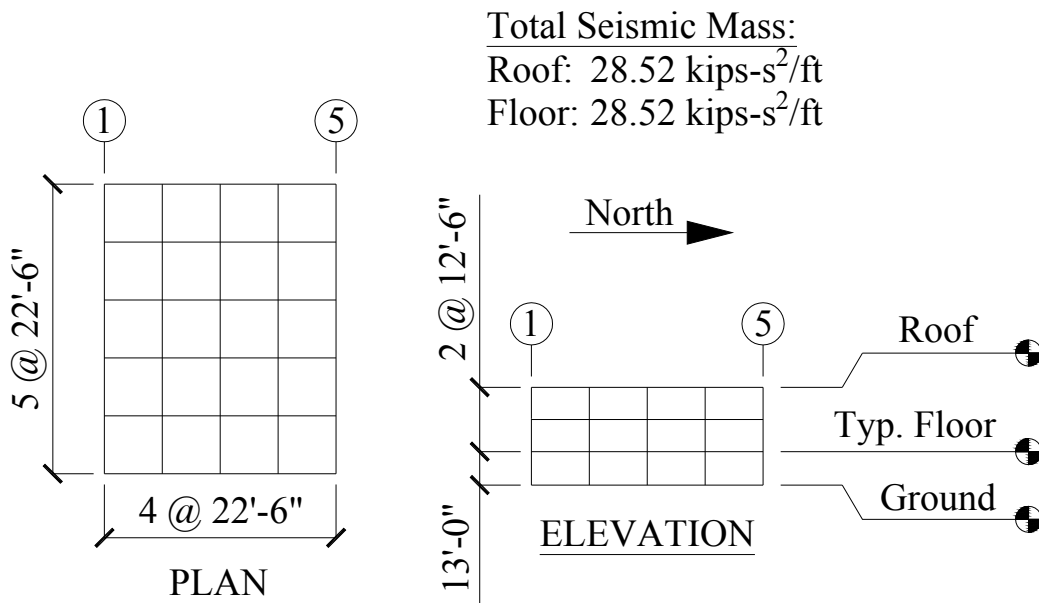 Total Seismic Mass:
Roof: 28.52 kips-s²/ft
Floor: 28.52 kips-s²/ft
1
5
5 @ 22'-6"
4 @ 22'-6"
PLAN
North
2 @ 12'-6"
13'-0"
1
5
Roof
Typ. Floor
Ground
ELEVATION